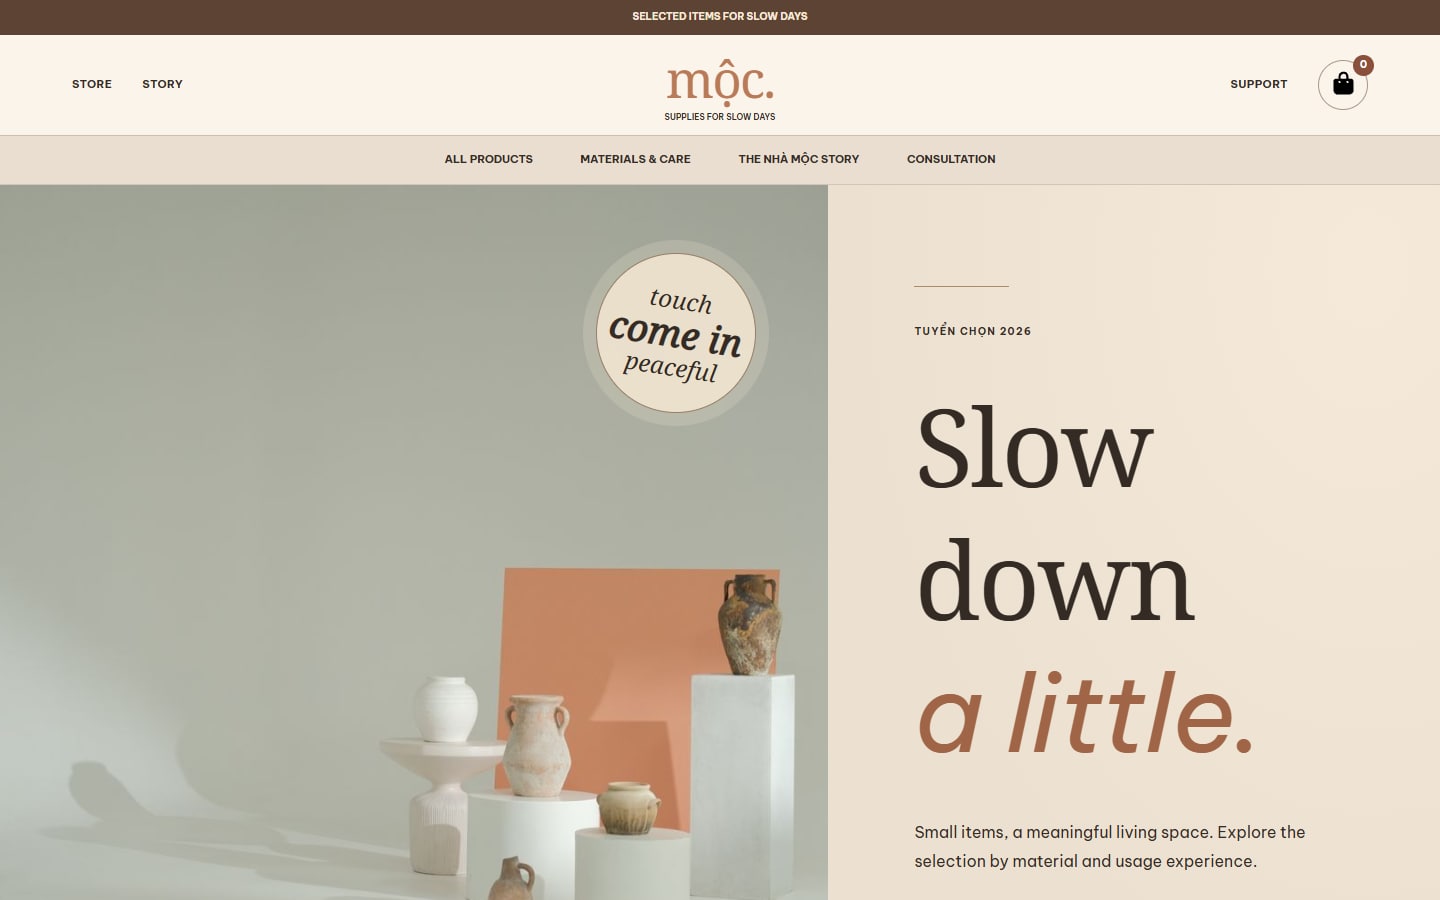 SELECTED ITEMS FOR SLOW DAYS
STORE
STORY
mộc.
SUPPLIES FOR SLOW DAYS
SUPPORT
0
ALL PRODUCTS
MATERIALS & CARE
THE NHÀ MỘC STORY
CONSULTATION
touch
come in
peaceful
TUYỂN CHỌN 2026
Slow
down
a little.
Small items, a meaningful living space. Explore the
selection by material and usage experience.